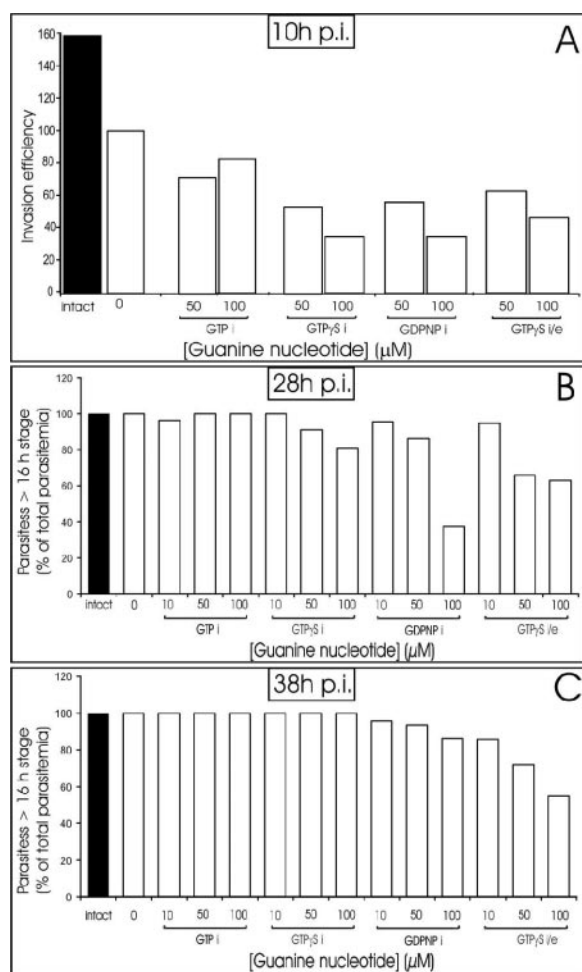 10h p.i.
A
Invasion efficiency
160
140
120
100
80
60
40
20
0
intact
0
50 100 50 100 50 100 50 100
GTP i GTPγS i GDPNP i GTPγS i/e
[Guanine nucleotide] (μM)
28h p.i.
B
Parasitess > 16 h stage
(% of total parasitemia)
120
100
80
60
40
20
0
intact 0 10 50 100 10 50 100 10 50 100 10 50 100
GTP i GTPγS i GDPNP i GTPγS i/e
[Guanine nucleotide] (μM)
38h p.i.
C
Parasitess > 16 h stage
(% of total parasitemia)
120
100
80
60
40
20
0
intact 0 10 50 100 10 50 100 10 50 100 10 50 100
GTP i GTPγS i GDPNP i GTPγS i/e
[Guanine nucleotide] (μM)